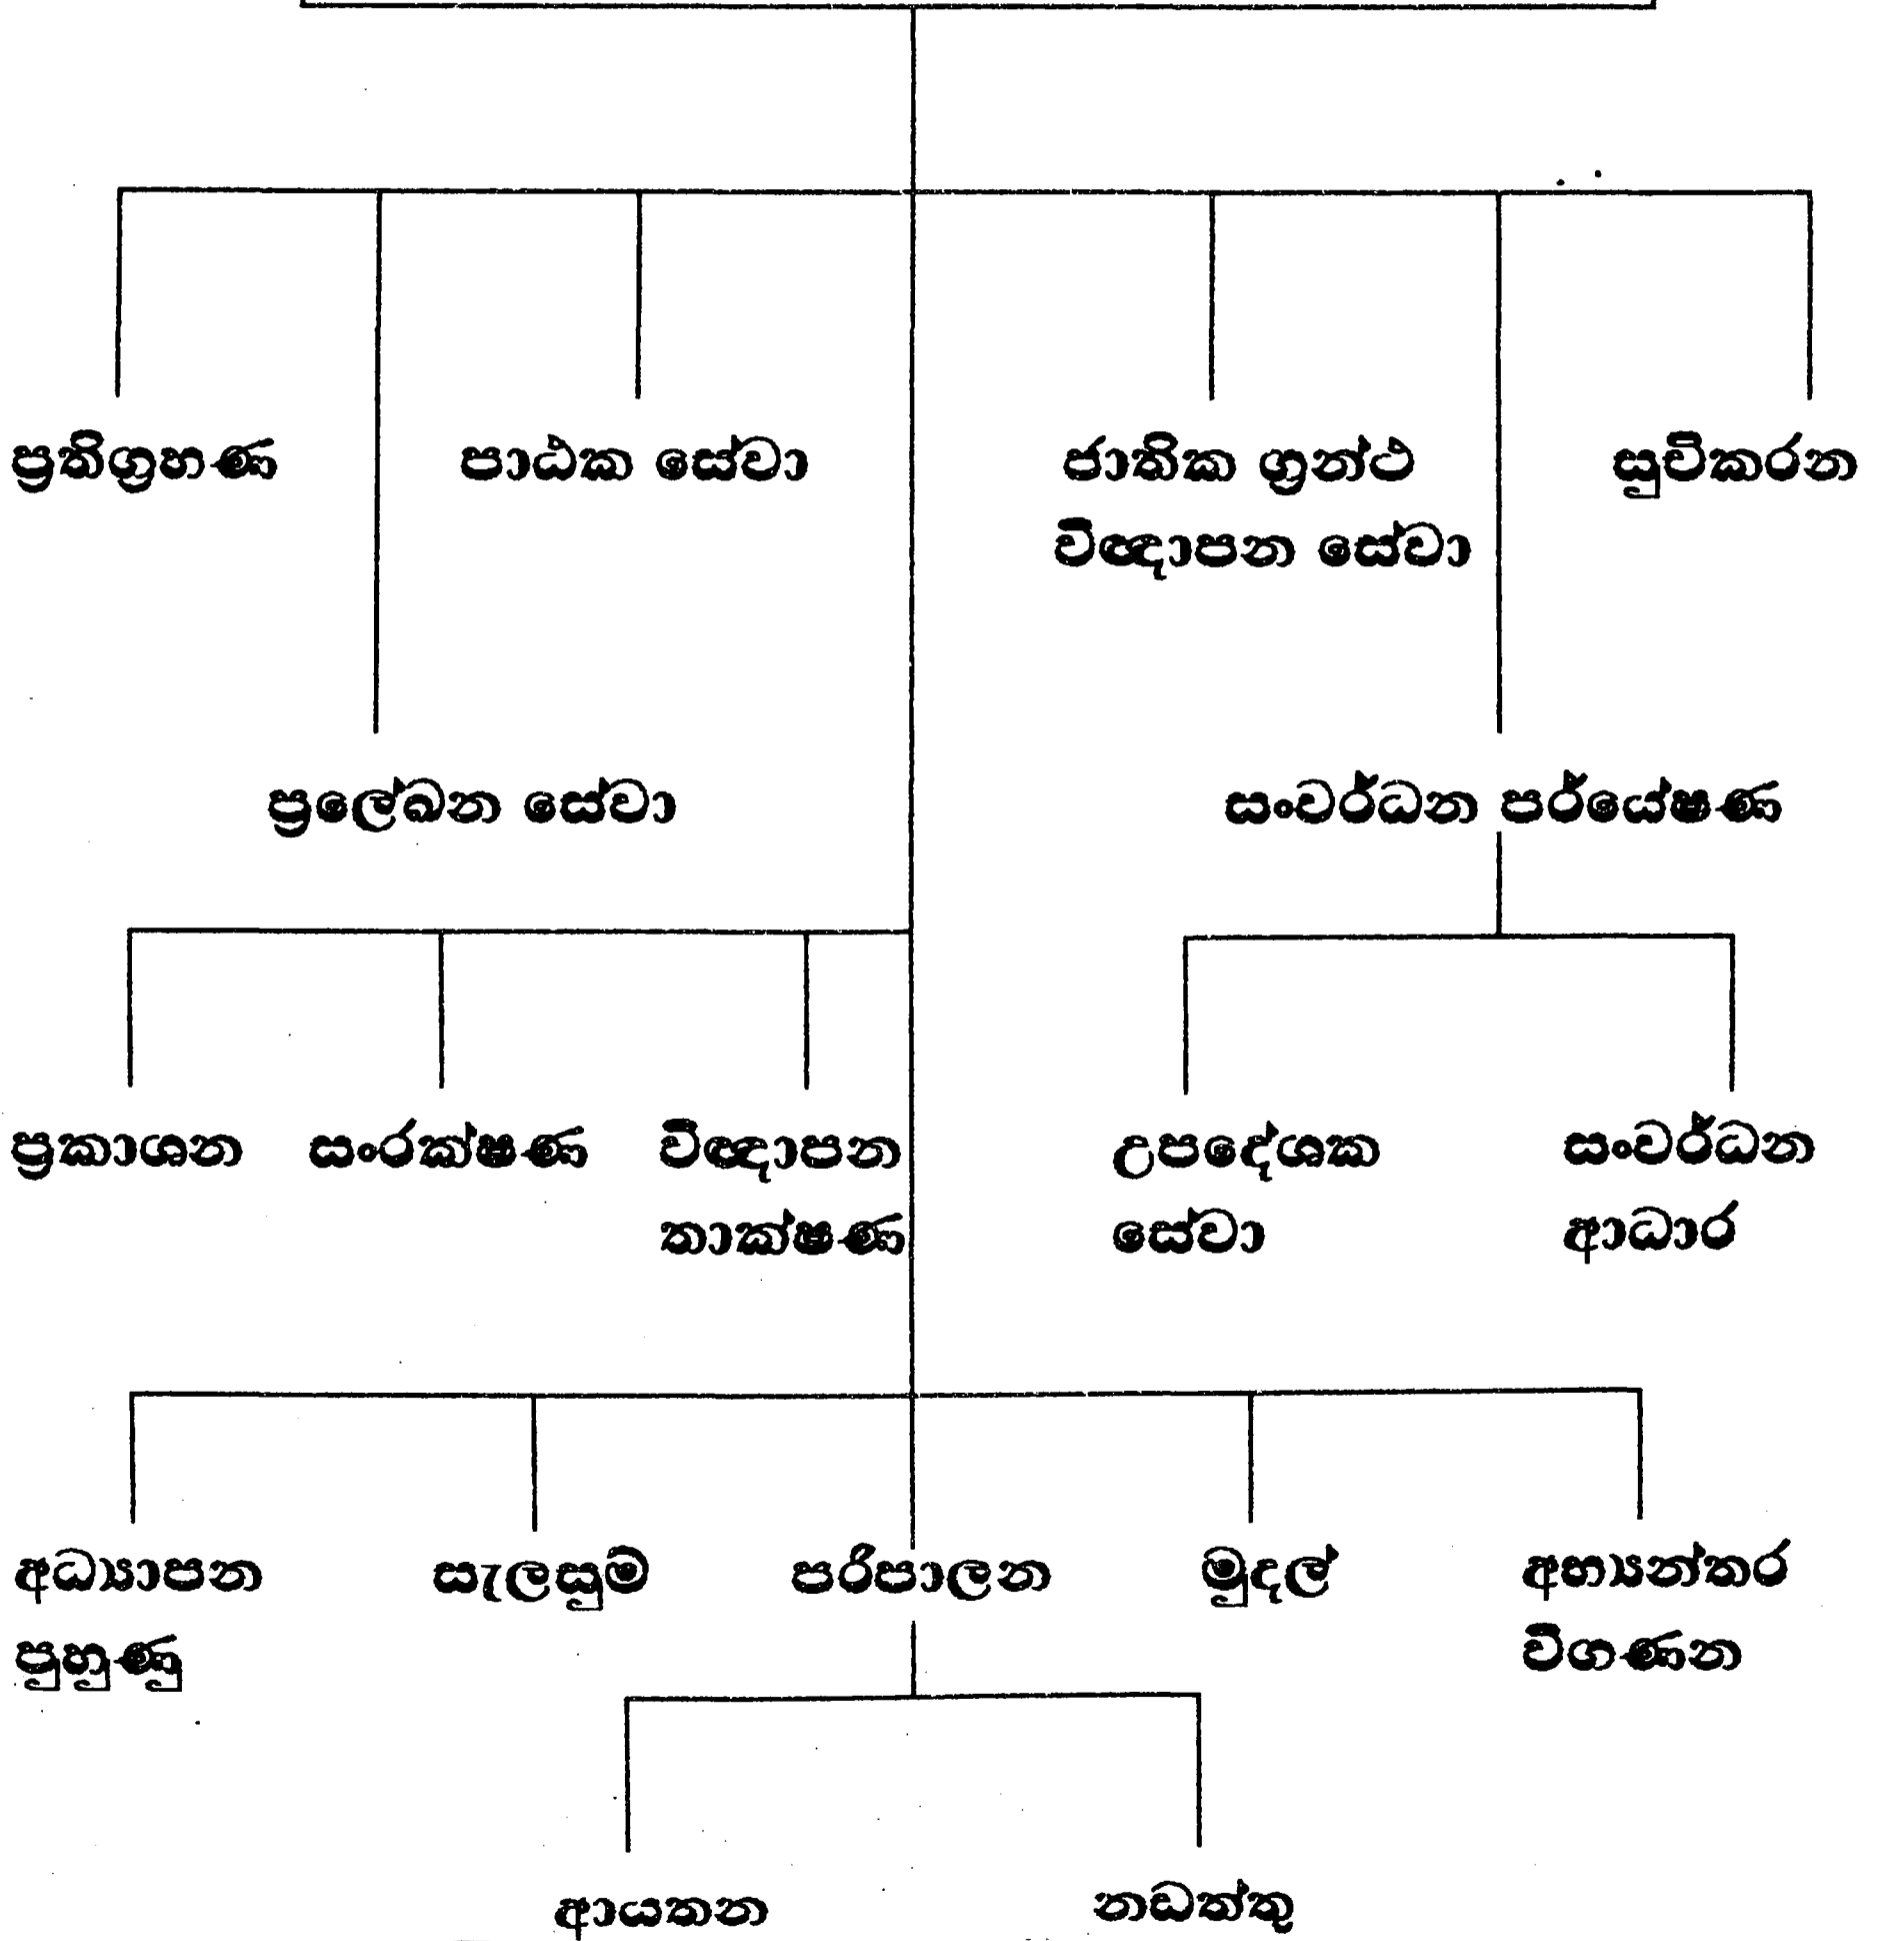 ප්‍රතිග්‍රහණ
පාඨක සේවා
ජාතික ග්‍රන්ථ
විඥාපන සේවා
සුචිකරන
ප්‍රලේඛන සේවා
සංවර්ධන පර්යේෂණ
ප්‍රකාශන
සංරක්ෂණ
විඥාපන
තාක්ෂණ
උපදේශක
සේවා
සංවර්ධන
ආධාර
අධ්‍යාපන
පුහුණු
සැලසුම්
පරිපාලන
මුදල්
අභ්‍යන්තර
විගණන
ආයතන
නඩත්තු